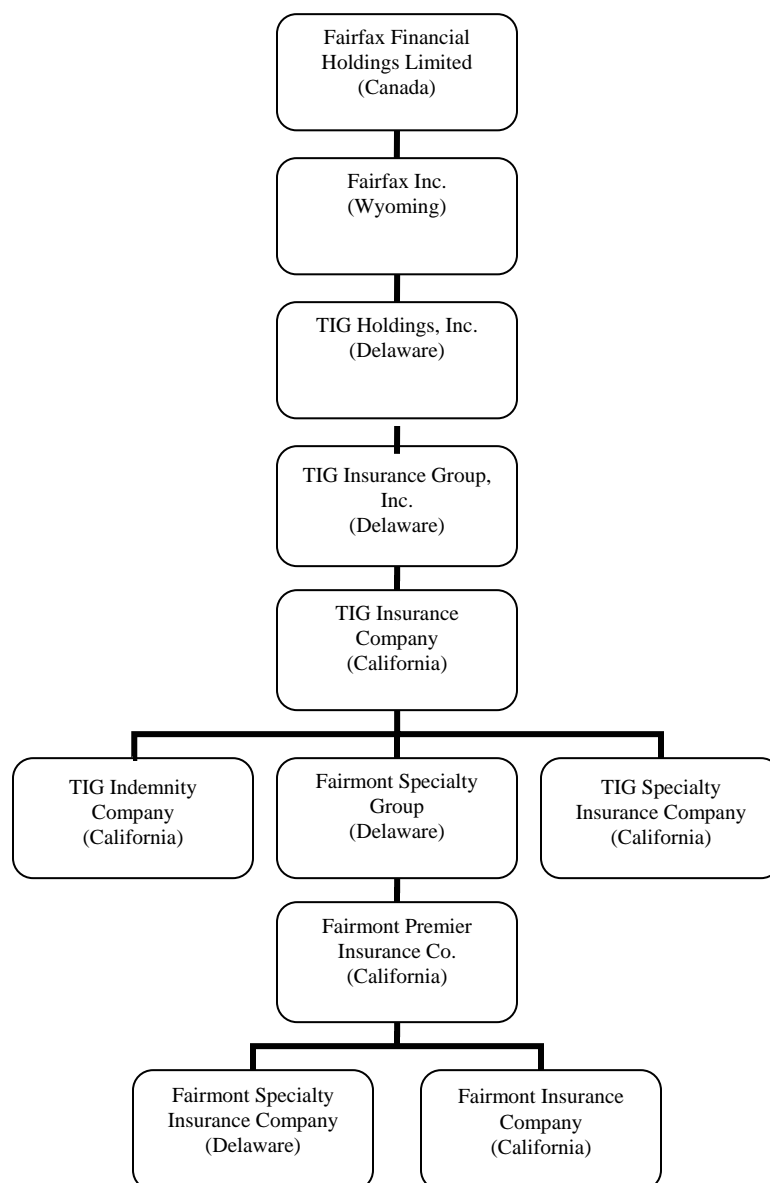 Fairfax Financial
Holdings Limited
(Canada)
Fairfax Inc.
(Wyoming)
TIG Holdings, Inc.
(Delaware)
TIG Insurance Group,
Inc.
(Delaware)
TIG Insurance
Company
(California)
TIG Indemnity
Company
(California)
Fairmont Specialty
Group
(Delaware)
TIG Specialty
Insurance Company
(California)
Fairmont Premier
Insurance Co.
(California)
Fairmont Specialty
Insurance Company
(Delaware)
Fairmont Insurance
Company
(California)